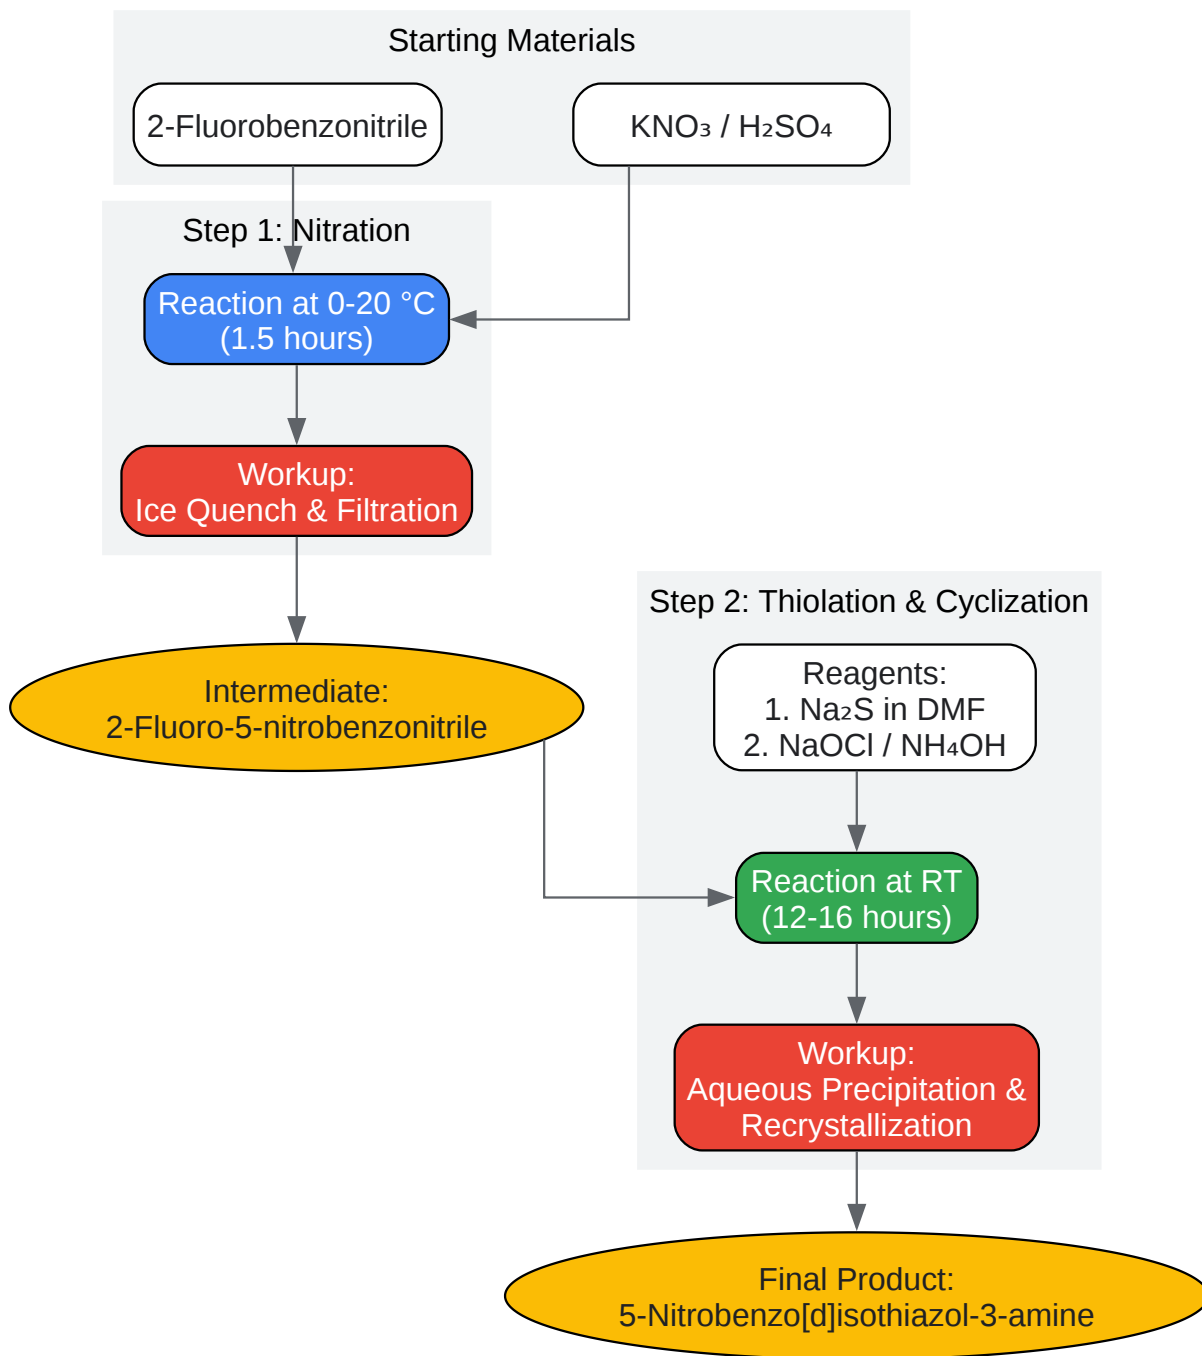 Starting Materials
2-Fluorobenzonitrile
KNO₃ / H₂SO₄
Step 1: Nitration
Reaction at 0-20 °C
(1.5 hours)
Workup:
Ice Quench & Filtration
Intermediate:
2-Fluoro-5-nitrobenzonitrile
Step 2: Thiolation & Cyclization
Reagents:
1. Na₂S in DMF
2. NaOCl / NH₄OH
Reaction at RT
(12-16 hours)
Workup:
Aqueous Precipitation &
Recrystallization
Final Product:
5-Nitrobenzo[d]isothiazol-3-amine